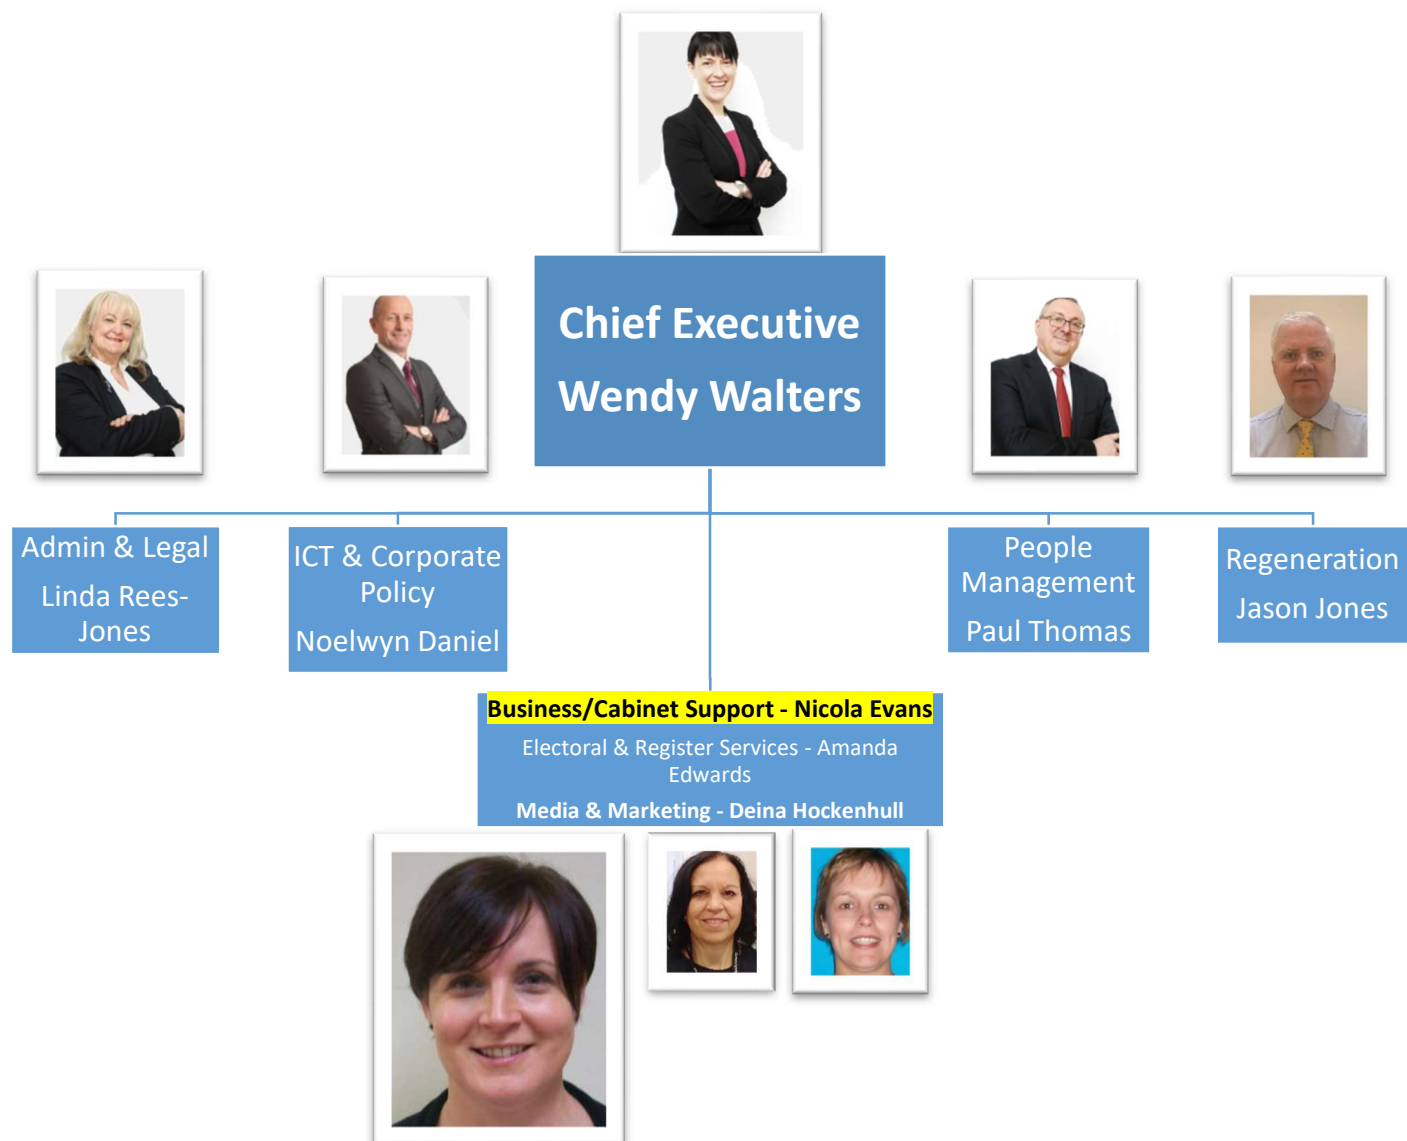 Chief Executive
Wendy Walters
Admin & Legal
Linda Rees-
Jones
ICT & Corporate
Policy
Noelwyn Daniel
People
Management
Paul Thomas
Regeneration
Jason Jones
Business/Cabinet Support - Nicola Evans
Electoral & Register Services - Amanda
Edwards
Media & Marketing - Deina Hockenhull